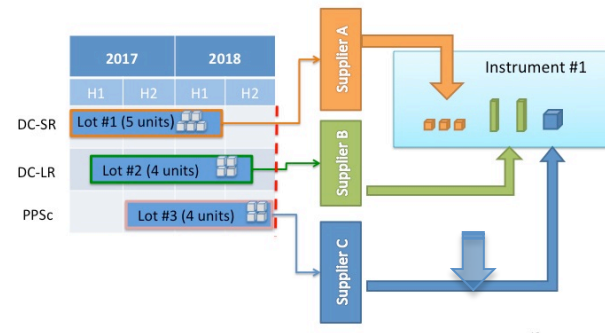 2017 2018
H1 H2 H1 H2
DC-SR Lot #1 (5 units)
DC-LR Lot #2 (4 units)
PPSc Lot #3 (4 units)
Supplier A
Supplier B
Supplier C
Instrument #1